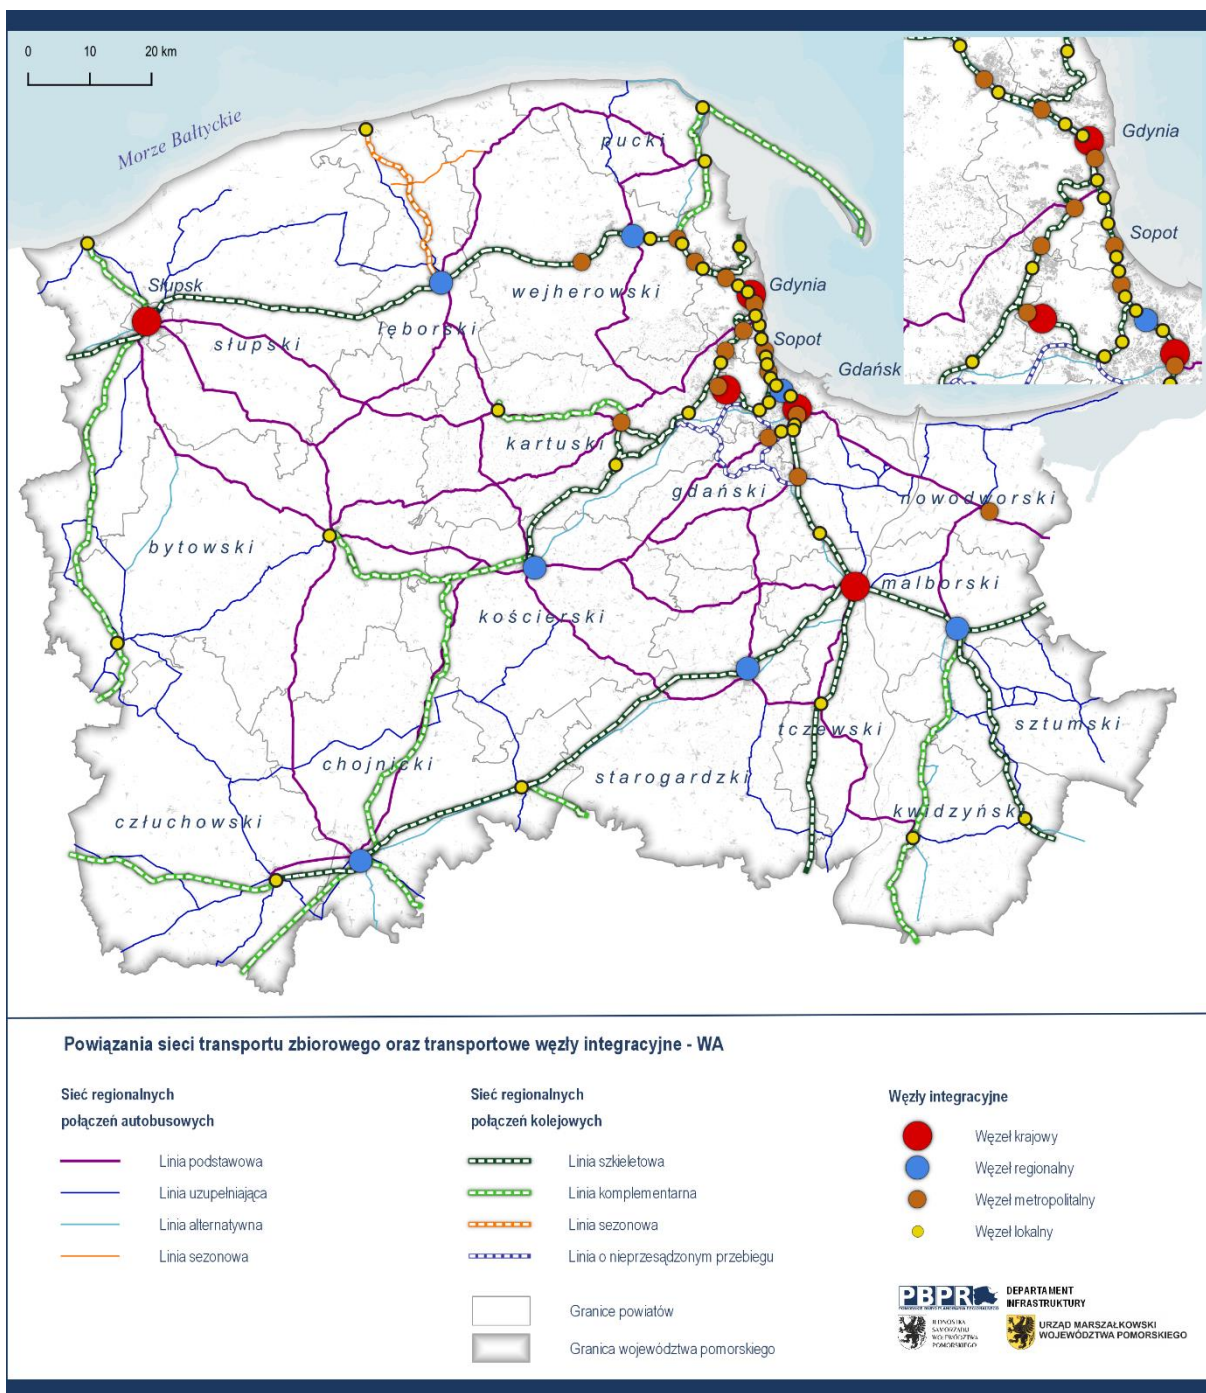 0 10 20 km
Morze Bałtyckie
pucki
Gdynia
Sopot
Słupsk
wejherowski
Gdynia
lęborski
słupski
Sopot
Gdańsk
kartuski
gdański
nowodworski
bytowski
malborski
kościerski
sztumski
tczewski
chojnicki
starogardzki
człuchowski
kwidzyński
Powiązania sieci transportu zbiorowego oraz transportowe węzły integracyjne - WA
Sieć regionalnych
połączeń autobusowych
Linia podstawowa
Linia uzupełniająca
Linia alternatywna
Linia sezonowa
Sieć regionalnych
połączeń kolejowych
Linia szkieletowa
Linia komplementarna
Linia sezonowa
Linia o nieprzesądzonym przebiegu
Granice powiatów
Granica województwa pomorskiego
Węzły integracyjne
Węzeł krajowy
Węzeł regionalny
Węzeł metropolitalny
Węzeł lokalny
PBPR
DEPARTAMENT
INFRASTRUKTURY
JEDNOSTKA
SAMORZĄDU
WOJEWÓDZTWA
POMORSKIEGO
URZĄD MARSZAŁKOWSKI
WOJEWÓDZTWA POMORSKIEGO